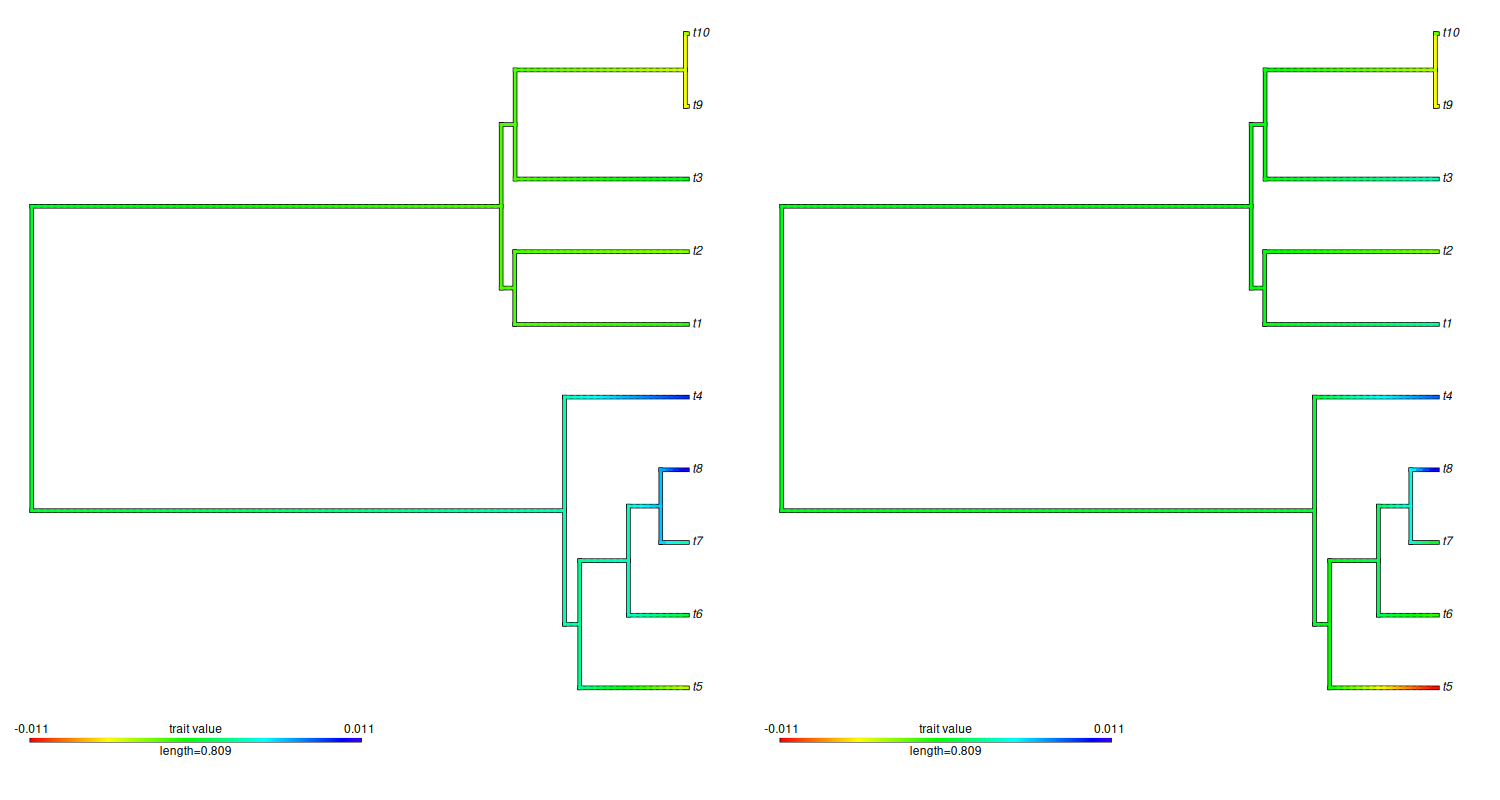 t10
t9
t3
t2
t1
t4
t8
t7
t6
t5
-0.011 trait value 0.011
length=0.809
t10
t9
t3
t2
t1
t4
t8
t7
t6
t5
-0.011 trait value 0.011
length=0.809